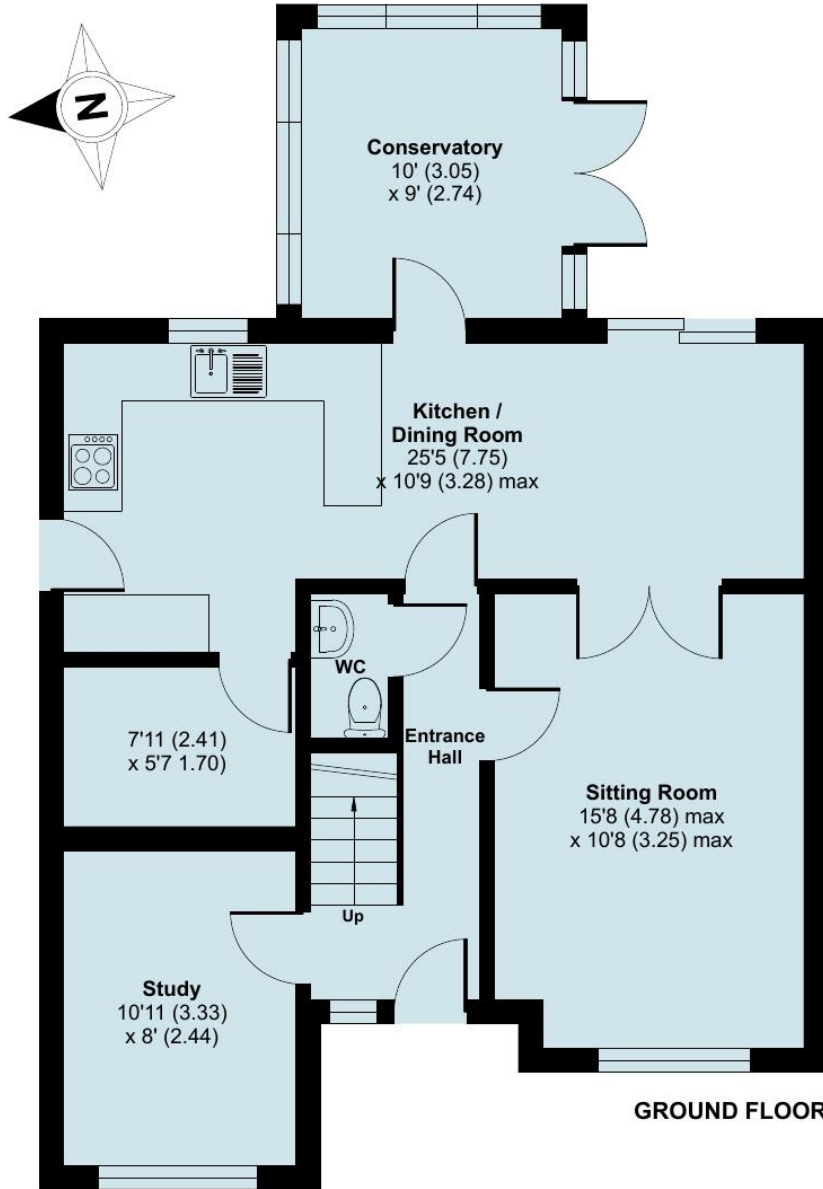 N
Conservatory
10' (3.05)
x 9' (2.74)
Kitchen /
Dining Room
25'5 (7.75)
x 10'9 (3.28) max
WC
Entrance
Hall
7'11 (2.41)
x 5'7 1.70)
Sitting Room
15'8 (4.78) max
x 10'8 (3.25) max
Up
Study
10'11 (3.33)
x 8' (2.44)
GROUND FLOOR